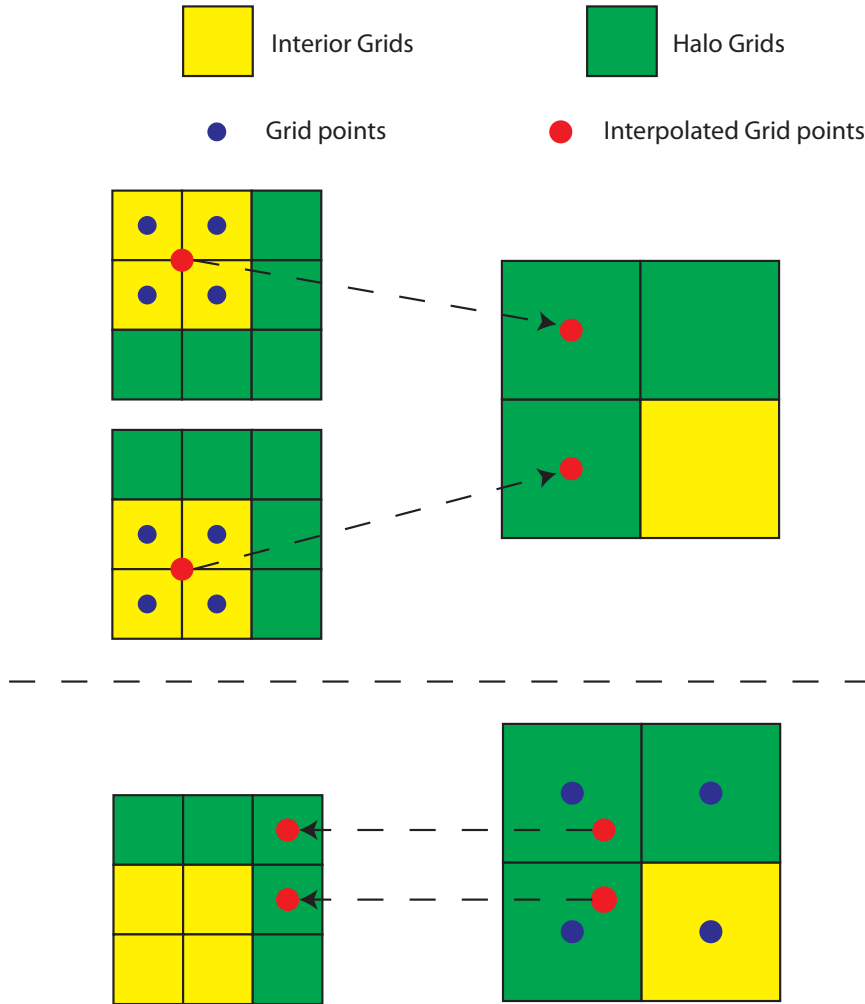 Interior Grids
Halo Grids
Grid points
Interpolated Grid points